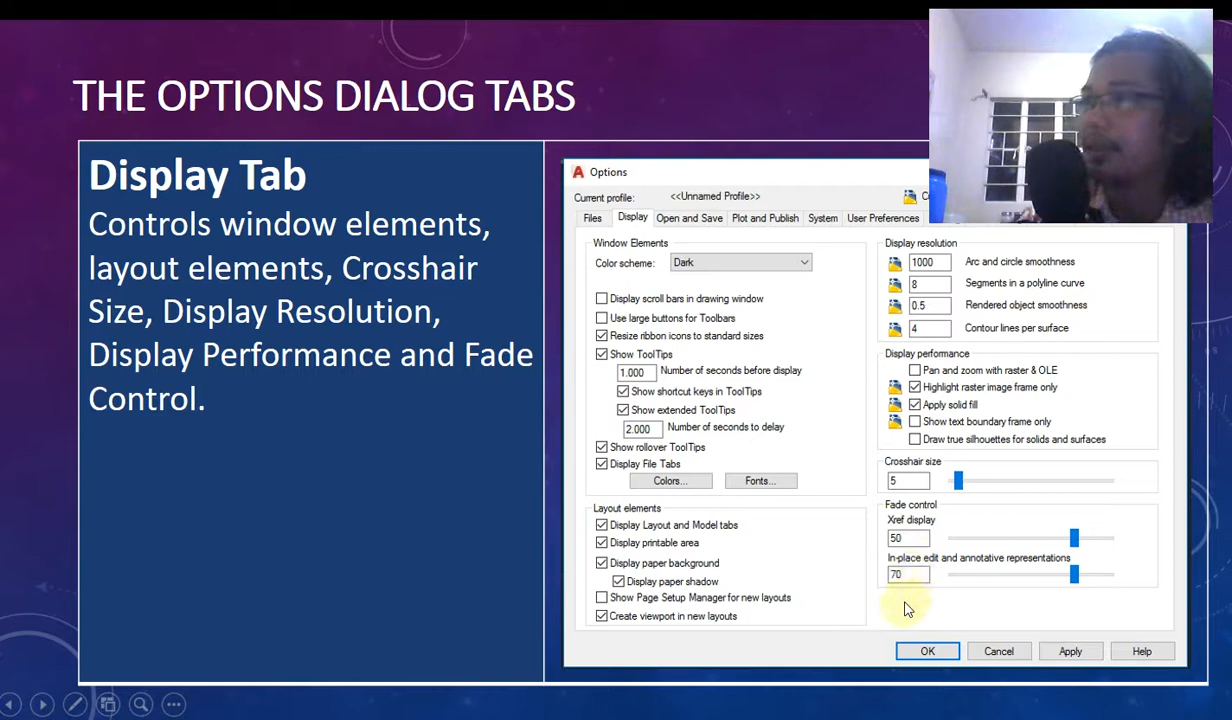 THE OPTIONS DIALOG TABS
Display Tab
Controls window elements,
layout elements, Crosshair
Size, Display Resolution,
Display Performance and Fade
Control.
A Options
Current profile: <<Unnamed Profile>>
Files Display Open and Save Plot and Publish System User Preferences
Window Elements
Color scheme: Dark
Display scroll bars in drawing window
Use large buttons for Toolbars
Resize ribbon icons to standard sizes
Show ToolTips
1.000 Number of seconds before display
Show shortcut keys in ToolTips
Show extended ToolTips
2.000 Number of seconds to delay
Show rollover ToolTips
Display File Tabs
Colors... Fonts...
Layout elements
Display Layout and Model tabs
Display printable area
Display paper background
Display paper shadow
Show Page Setup Manager for new layouts
Create viewport in new layouts
Display resolution
1000 Arc and circle smoothness
8 Segments in a polyline curve
0.5 Rendered object smoothness
4 Contour lines per surface
Display performance
Pan and zoom with raster & OLE
Highlight raster image frame only
Apply solid fill
Show text boundary frame only
Draw true silhouettes for solids and surfaces
Crosshair size
5
Fade control
Xref display
50
In-place edit and annotative representations
70
OK Cancel Apply Help